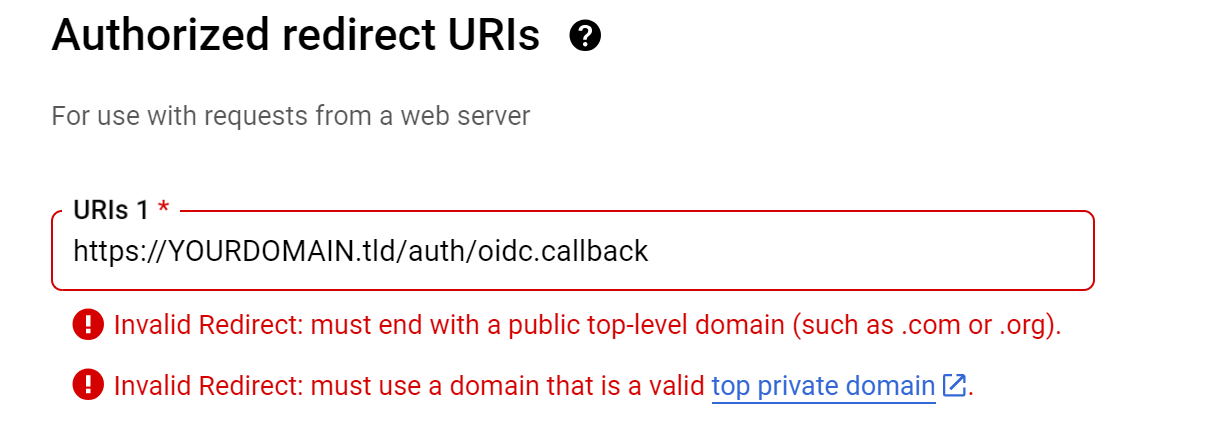 Authorized redirect URIs
For use with requests from a web server
URIs 1 *
https://YOURDOMAIN.tld/auth/oidc.callback
Invalid Redirect: must end with a public top-level domain (such as .com or .org).
Invalid Redirect: must use a domain that is a valid top private domain.